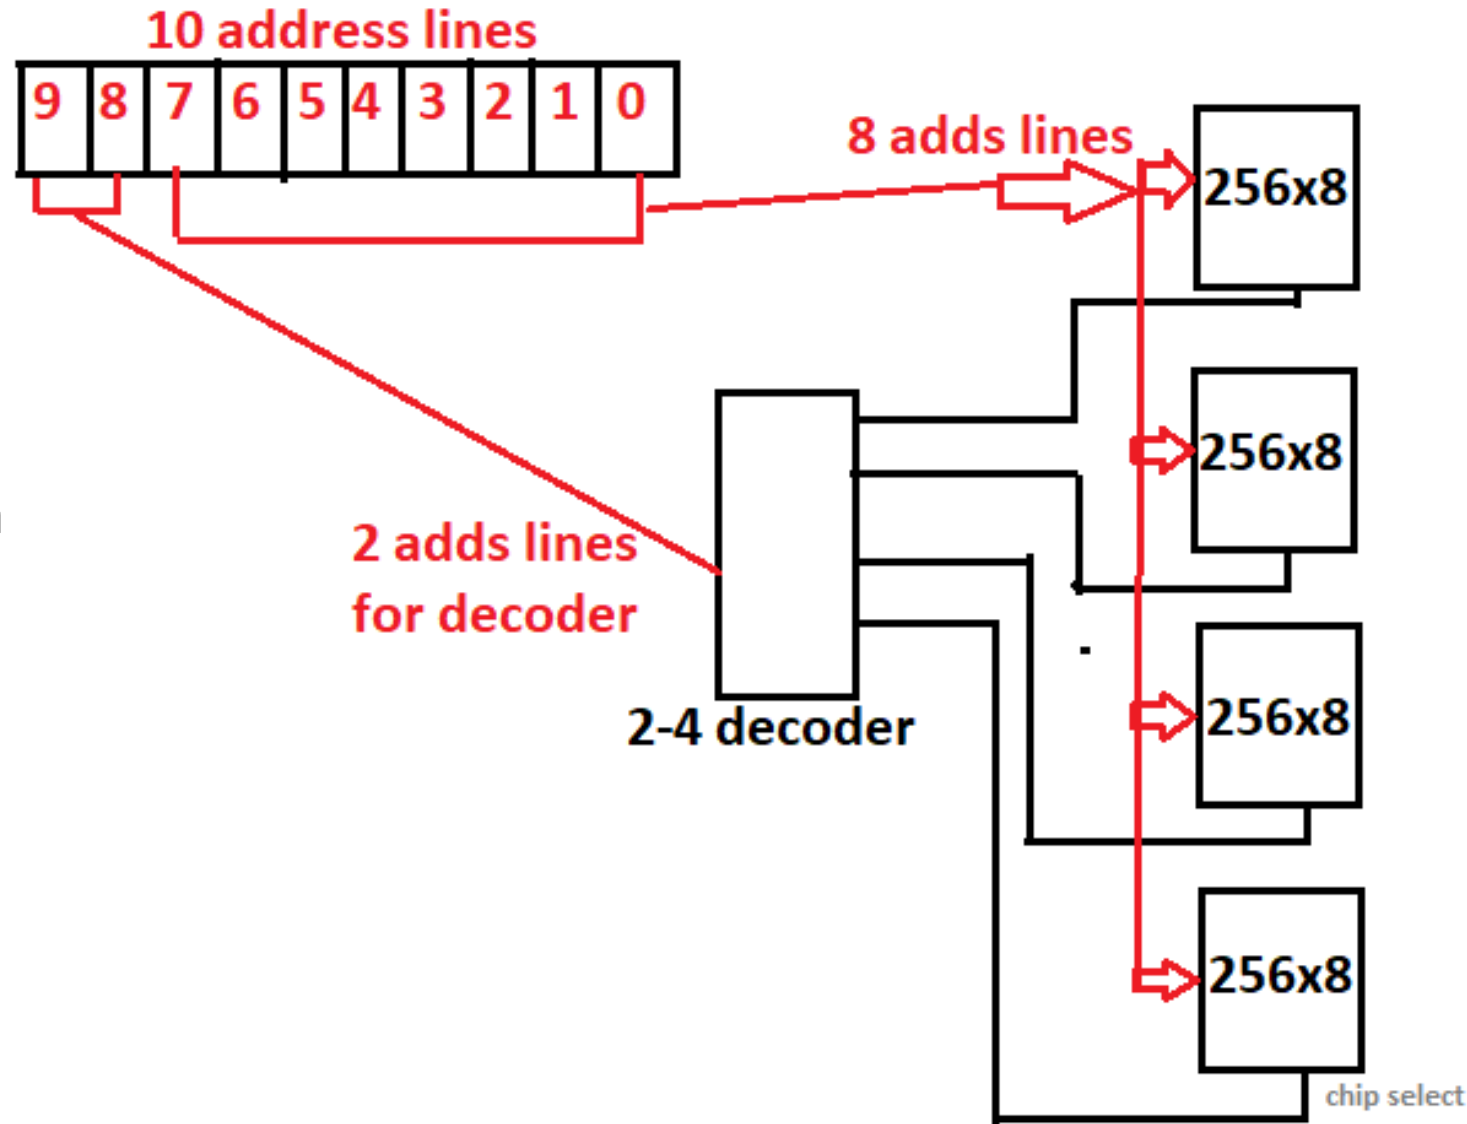 10 address lines
9 8 7 6 5 4 3 2 1 0
8 adds lines
256x8
256x8
2 adds lines
for decoder
256x8
2-4 decoder
256x8
chip select